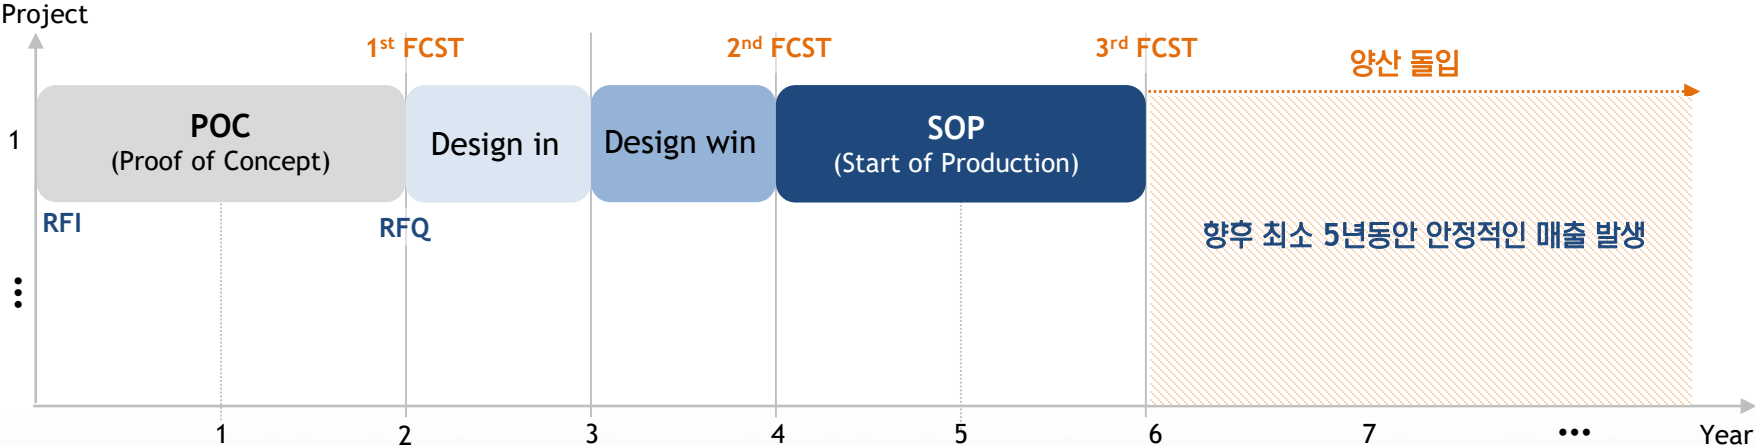 Project
1st FCST
2nd FCST
3rd FCST
양산 돌입
1
POC
(Proof of Concept)
Design in
Design win
SOP
(Start of Production)
RFI
RFQ
향후 최소 5년동안 안정적인 매출 발생
1
2
3
4
5
6
7
•••
Year